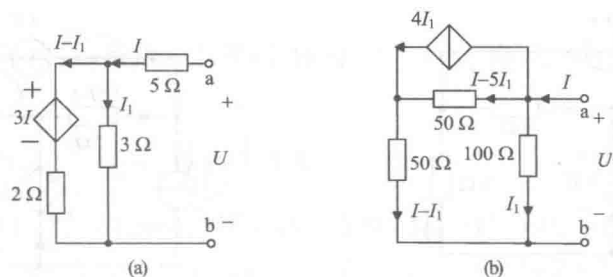 I–I₁ I a
+ 5 Ω +
3I I₁ 3 Ω U
–
2 Ω
b –
(a)
4I₁
I–5I₁ I
50 Ω a
+
50 Ω 100 Ω U
I–I₁ I₁ –
b
(b)